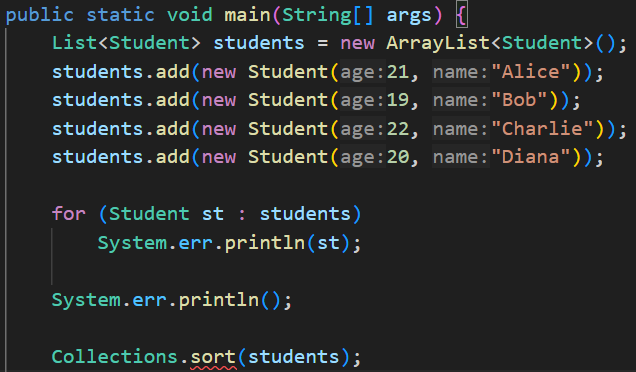 public static void main(String[] args) {
List<Student> students = new ArrayList<Student>();
students.add(new Student(age:21, name:"Alice"));
students.add(new Student(age:19, name:"Bob"));
students.add(new Student(age:22, name:"Charlie"));
students.add(new Student(age:20, name:"Diana"));
for (Student st : students)
System.err.println(st);
System.err.println();
Collections.sort(students);